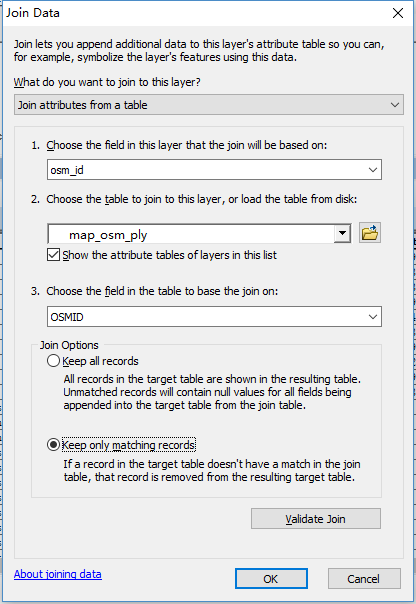 Join Data
Join lets you append additional data to this layer's attribute table so you can,
for example, symbolize the layer's features using this data.
What do you want to join to this layer?
Join attributes from a table
1. Choose the field in this layer that the join will be based on:
osm_id
2. Choose the table to join to this layer, or load the table from disk:
map_osm_ply
Show the attribute tables of layers in this list
3. Choose the field in the table to base the join on:
OSMID
Join Options
Keep all records
All records in the target table are shown in the resulting table.
Unmatched records will contain null values for all fields being
appended into the target table from the join table.
Keep only matching records
If a record in the target table doesn't have a match in the join
table, that record is removed from the resulting target table.
Validate Join
About joining data
OK
Cancel